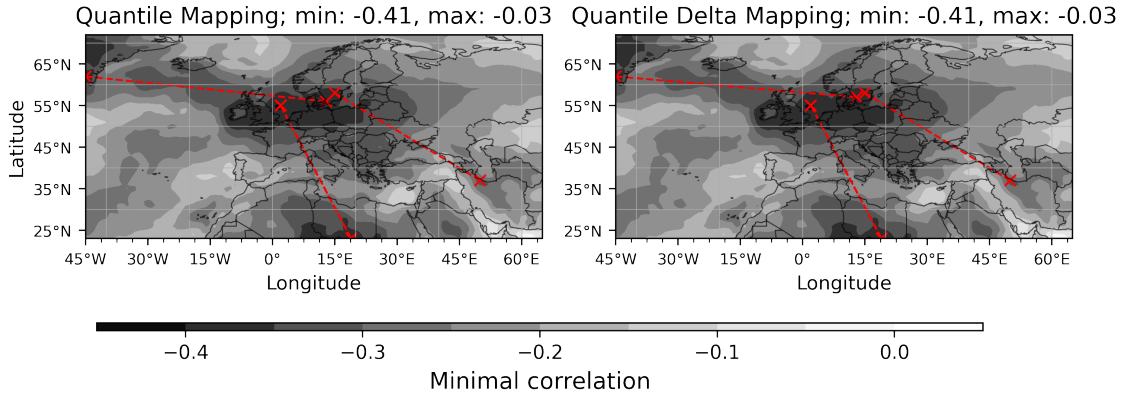 Quantile Mapping; min: -0.41, max: -0.03
Quantile Delta Mapping; min: -0.41, max: -0.03
Latitude
65°N
55°N
45°N
35°N
25°N
45°W 30°W 15°W 0° 15°E 30°E 45°E 60°E
Longitude
65°N
55°N
45°N
35°N
25°N
45°W 30°W 15°W 0° 15°E 30°E 45°E 60°E
Longitude
−0.4 −0.3 −0.2 −0.1 0.0
Minimal correlation